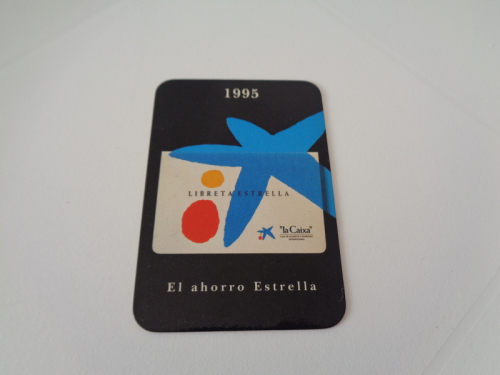 1995
LIBRETA ESTRELLA
"la Caixa"
El ahorro Estrella